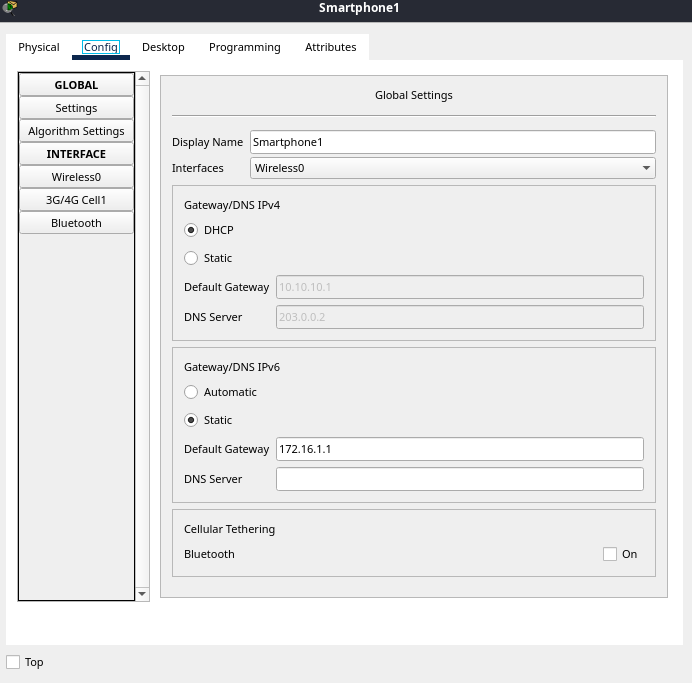 Smartphone1
Physical Config Desktop Programming Attributes
GLOBAL
Settings
Algorithm Settings
INTERFACE
Wireless0
3G/4G Cell1
Bluetooth
Global Settings
Display Name Smartphone1
Interfaces Wireless0
Gateway/DNS IPv4
DHCP
Static
Default Gateway 10.10.10.1
DNS Server 203.0.0.2
Gateway/DNS IPv6
Automatic
Static
Default Gateway 172.16.1.1
DNS Server
Cellular Tethering
Bluetooth On
Top